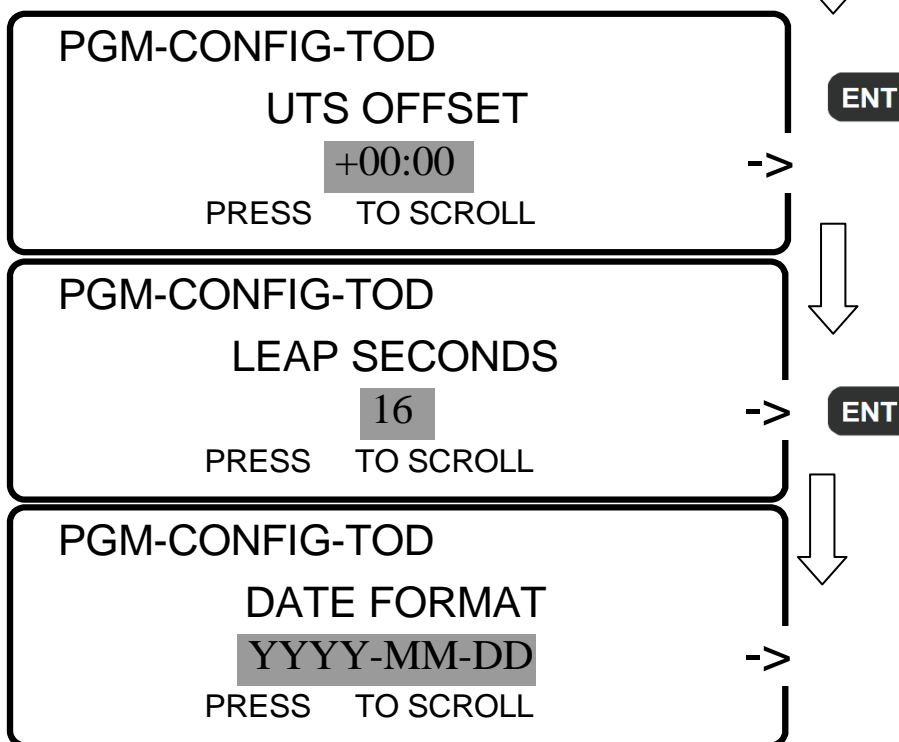 PGM-CONFIG-TOD
UTS OFFSET
ENT
+00:00
->
PRESS TO SCROLL
PGM-CONFIG-TOD
LEAP SECONDS
16
->
ENT
PRESS TO SCROLL
PGM-CONFIG-TOD
DATE FORMAT
YYYY-MM-DD
->
PRESS TO SCROLL